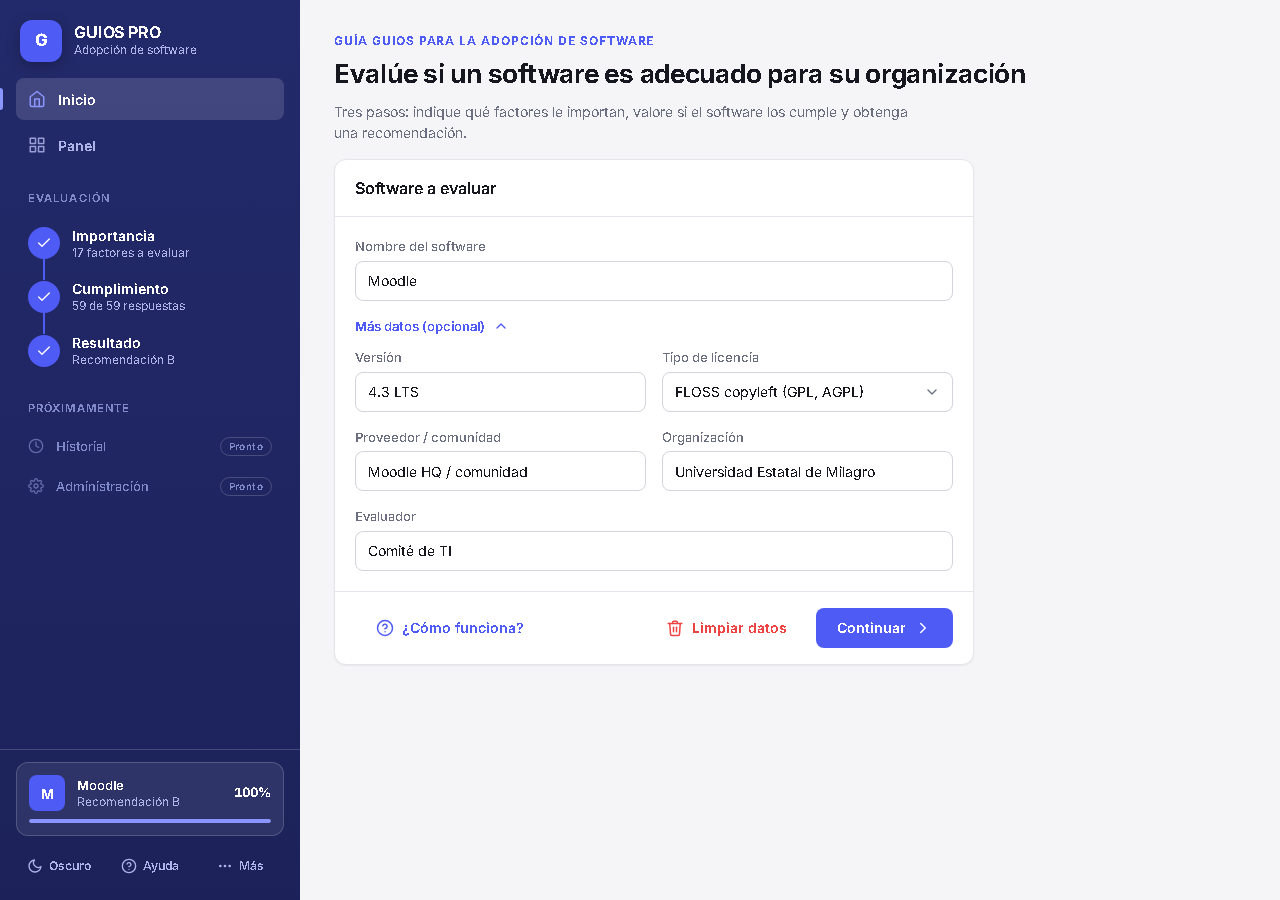 G
GUIOS PRO
Adopción de software
Inicio
Panel
EVALUACIÓN
Importancia
17 factores a evaluar
Cumplimiento
59 de 59 respuestas
Resultado
Recomendación B
PRÓXIMAMENTE
Historial
Pronto
Administración
Pronto
M
Moodle
Recomendación B
100%
Oscuro
Ayuda
Más
GUÍA GUIOS PARA LA ADOPCIÓN DE SOFTWARE
Evalúe si un software es adecuado para su organización
Tres pasos: indique qué factores le importan, valore si el software los cumple y obtenga
una recomendación.
Software a evaluar
Nombre del software
Moodle
Más datos (opcional)
Versión
Tipo de licencia
4.3 LTS
FLOSS copyleft (GPL, AGPL)
Proveedor / comunidad
Organización
Moodle HQ / comunidad
Universidad Estatal de Milagro
Evaluador
Comité de TI
¿Cómo funciona?
Limpiar datos
Continuar